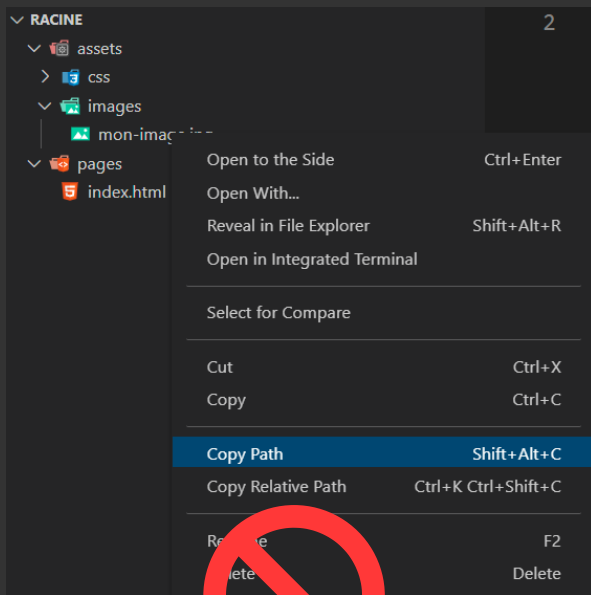 RACINE
2
assets
css
images
pages
index.html
Open to the Side Ctrl+Enter
Open With...
Reveal in File Explorer Shift+Alt+R
Open in Integrated Terminal
Select for Compare
Cut Ctrl+X
Copy Ctrl+C
Copy Path Shift+Alt+C
Copy Relative Path Ctrl+K Ctrl+Shift+C
F2
Delete